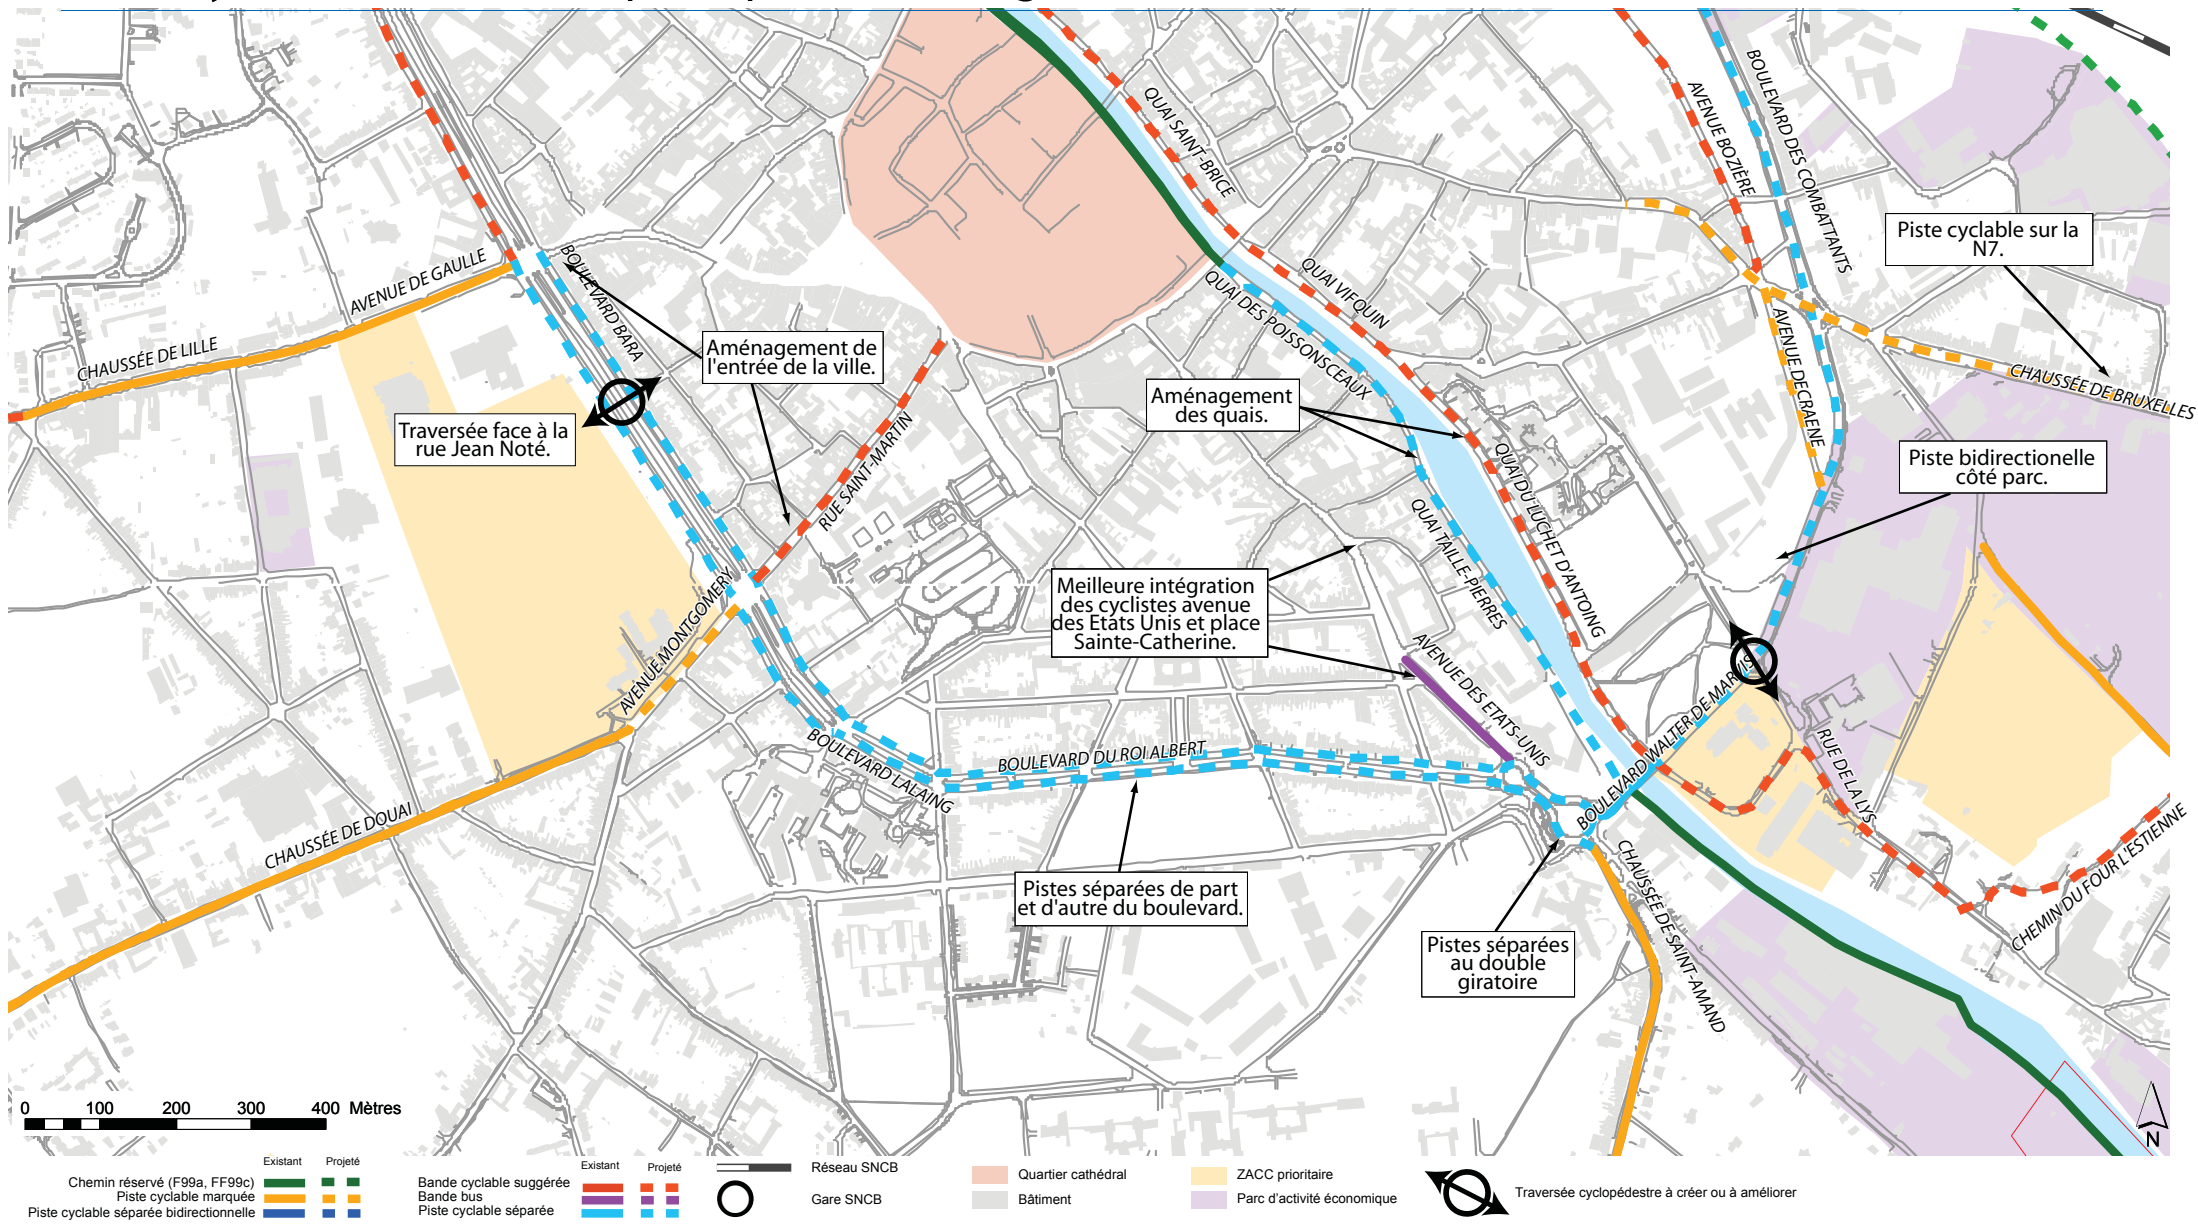 QUAI SAINT-BRICE
AVENUE BOZIÈRE
BOULEVARD DES COMBATTANTS
Piste cyclable sur la
N7.
AVENUE DE GAULLE
BOULEVARD BARA
CHAUSSÉE DE LILLE
Aménagement de
l'entrée de la ville.
QUAI VIFQUIN
QUAI DES POISSONSCEAUX
AVENUE DECRAENE
CHAUSSÉE DE BRUXELLES
Traversée face à la
rue Jean Noté.
RUE SAINT-MARTIN
Aménagement
des quais.
Piste bidirectionelle
côté parc.
QUAI DU LUCHET D'ANTOING
QUAI TAILLE-PIERRES
Meilleure intégration
des cyclistes avenue
des Etats Unis et place
Sainte-Catherine.
AVENUE MONTGOMERY
AVENUE DES ETATS-UNIS
BOULEVARD WALTER DE MARVIS
BOULEVARD LALAING
BOULEVARD DU ROI ALBERT
RUE DE LA LYS
CHAUSSÉE DE DOUAI
CHEMIN DU FOUR L'ESTIENNE
CHAUSSÉE DE SAINT-AMAND
Pistes séparées de part
et d'autre du boulevard.
Pistes séparées
au double
giratoire
0 100 200 300 400 Mètres
N
Existant Projeté
Chemin réservé (F99a, FF99c)
Piste cyclable marquée
Piste cyclable séparée bidirectionnelle
Existant Projeté
Bande cyclable suggérée
Bande bus
Piste cyclable séparée
Réseau SNCB
Gare SNCB
Quartier cathédral
Bâtiment
ZACC prioritaire
Parc d'activité économique
Traversée cyclopédestre à créer ou à améliorer